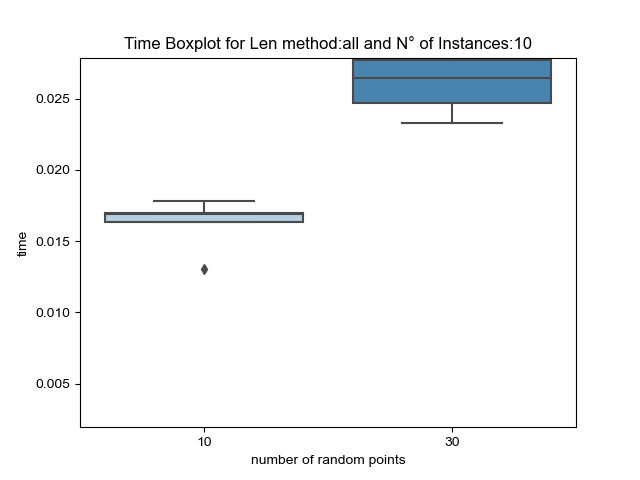 Time Boxplot for Len method:all and N° of Instances:10
0.025
0.020
0.015
0.010
0.005
time
10
30
number of random points